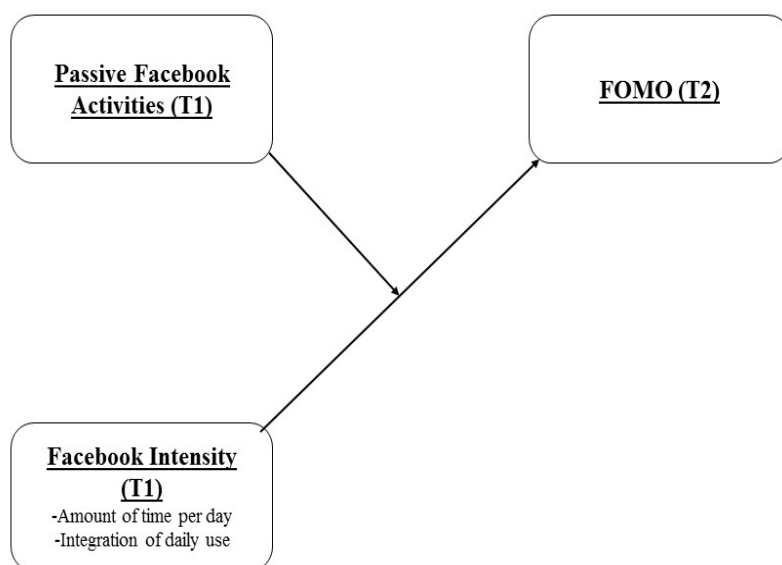 Passive Facebook
Activities (T1)
FOMO (T2)
Facebook Intensity
(T1)
-Amount of time per day
-Integration of daily use